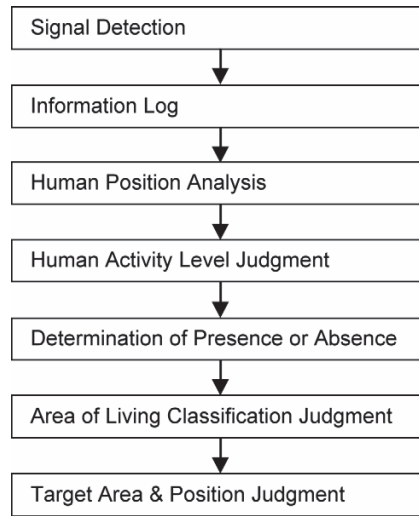 Signal Detection
Information Log
Human Position Analysis
Human Activity Level Judgment
Determination of Presence or Absence
Area of Living Classification Judgment
Target Area & Position Judgment